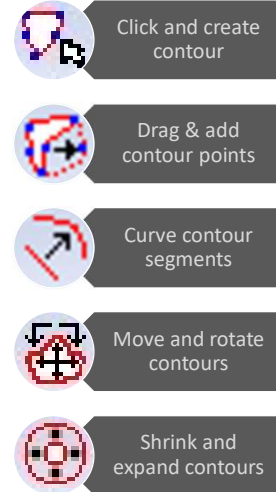 Click and create
contour
Drag & add
contour points
Curve contour
segments
Move and rotate
contours
Shrink and
expand contours